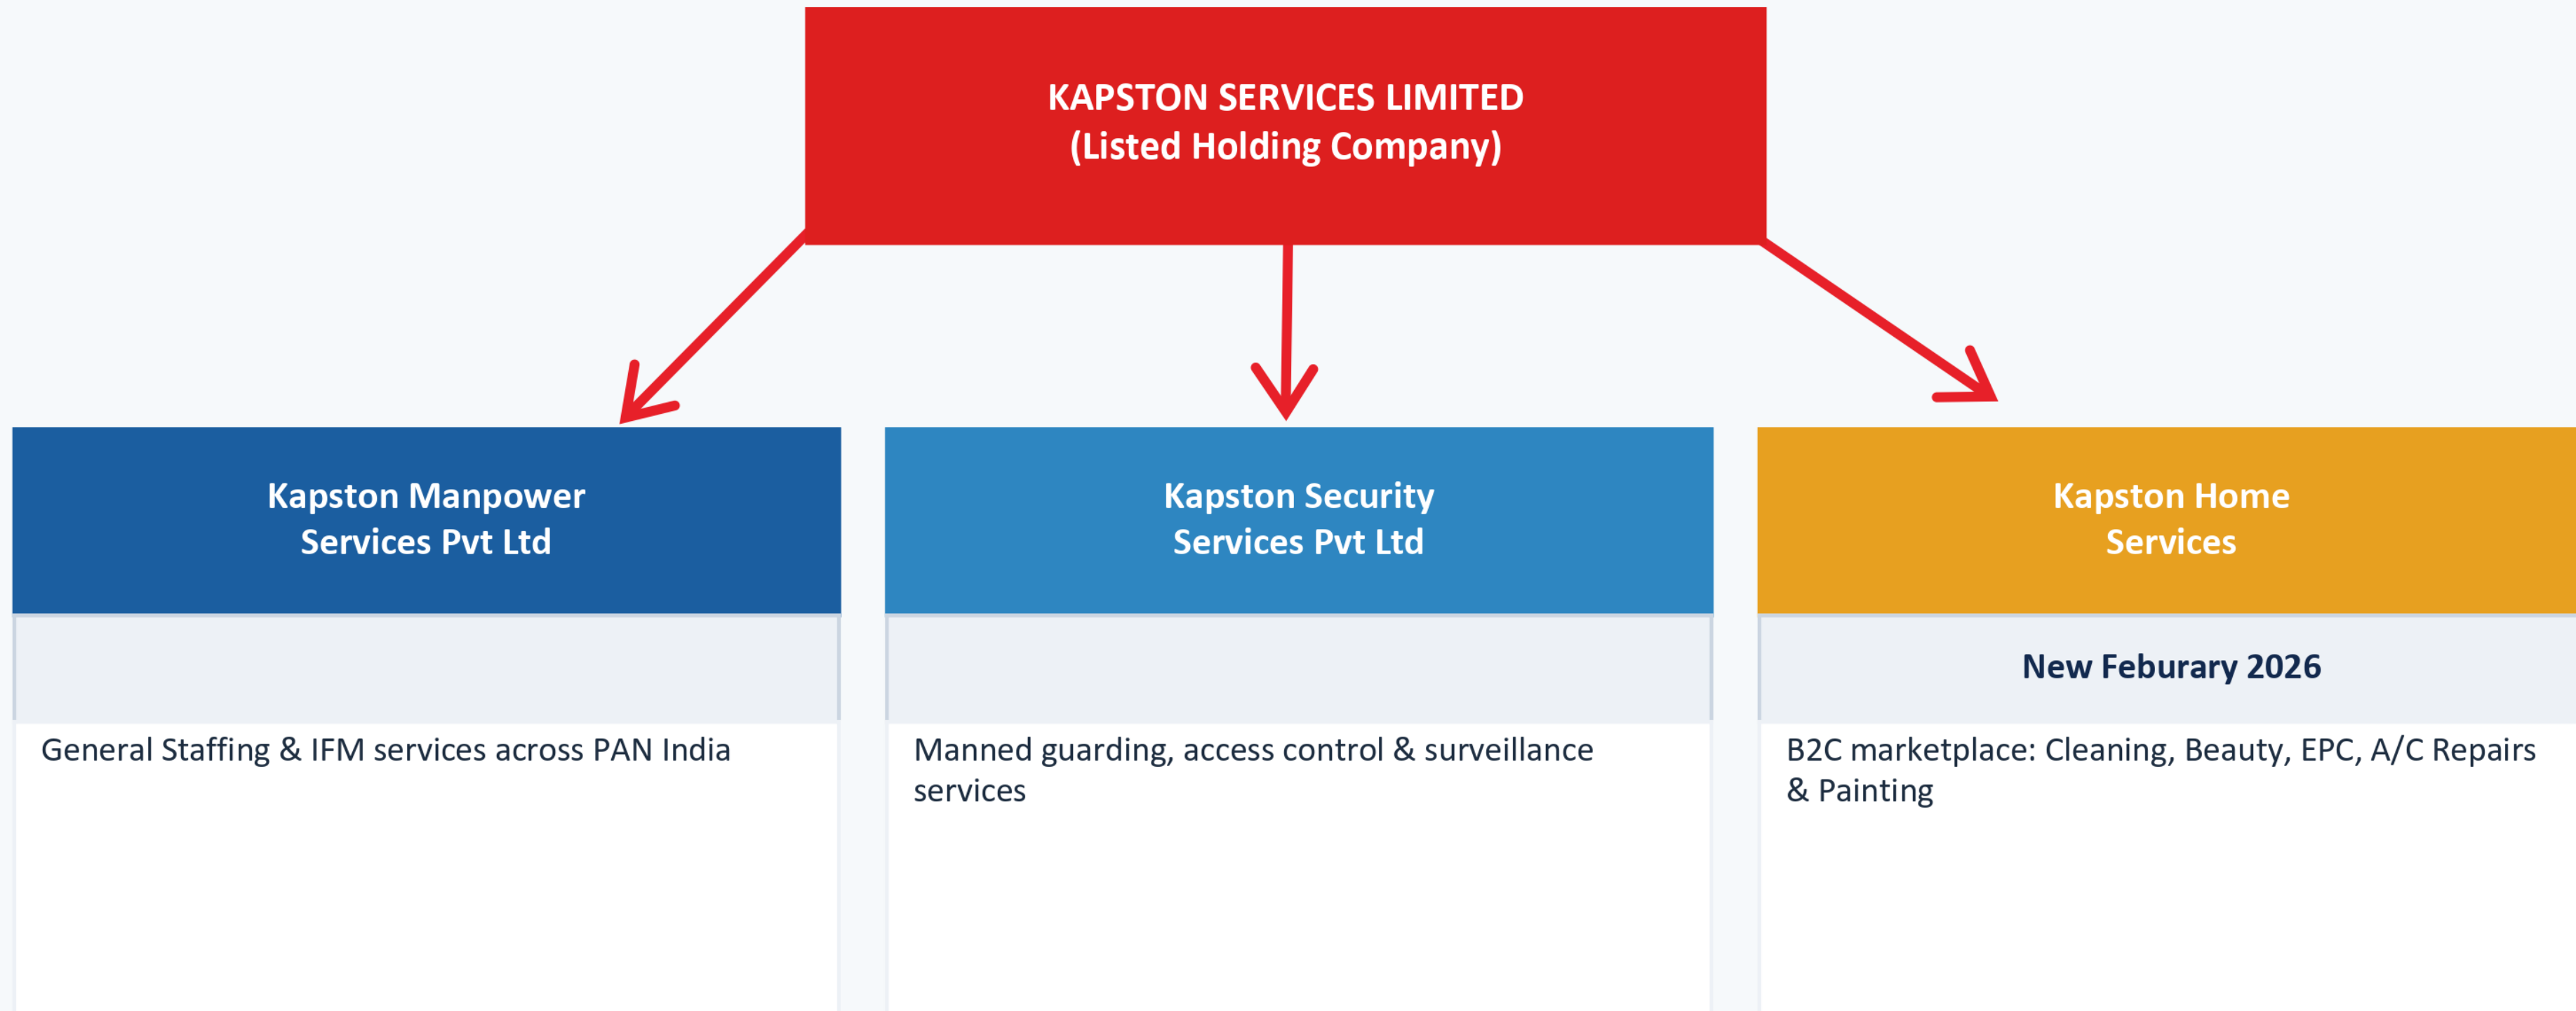 KAPSTON SERVICES LIMITED
(Listed Holding Company)
Kapston Manpower
Services Pvt Ltd
General Staffing & IFM services across PAN India
Kapston Security
Services Pvt Ltd
Manned guarding, access control & surveillance
services
Kapston Home
Services
New Feburary 2026
B2C marketplace: Cleaning, Beauty, EPC, A/C Repairs
& Painting